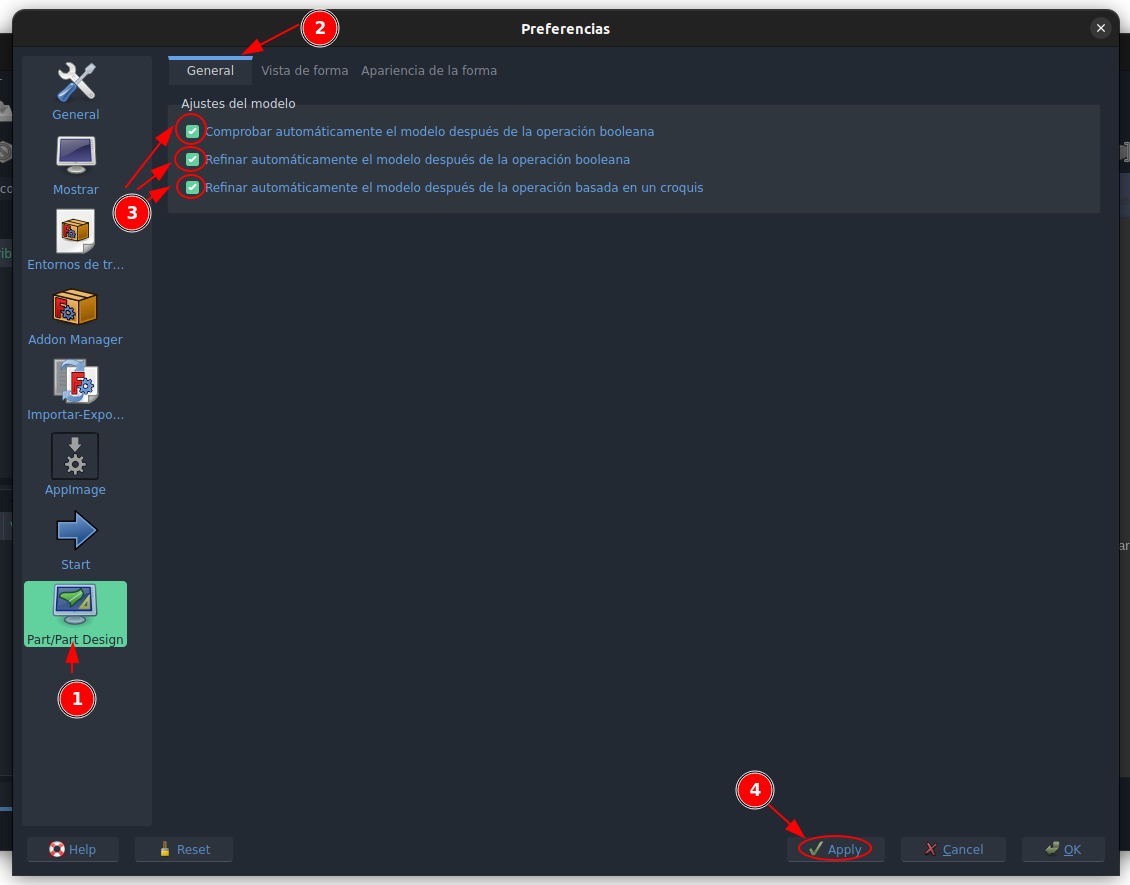 Preferencias
2
General
Vista de forma
Apariencia de la forma
Ajustes del modelo
Comprobar automáticamente el modelo después de la operación booleana
Refinar automáticamente el modelo después de la operación booleana
Refinar automáticamente el modelo después de la operación basada en un croquis
3
General
Mostrar
Entornos de tr...
Addon Manager
Importar-Expo...
AppImage
Start
Part/Part Design
1
4
Help
Reset
Apply
Cancel
OK